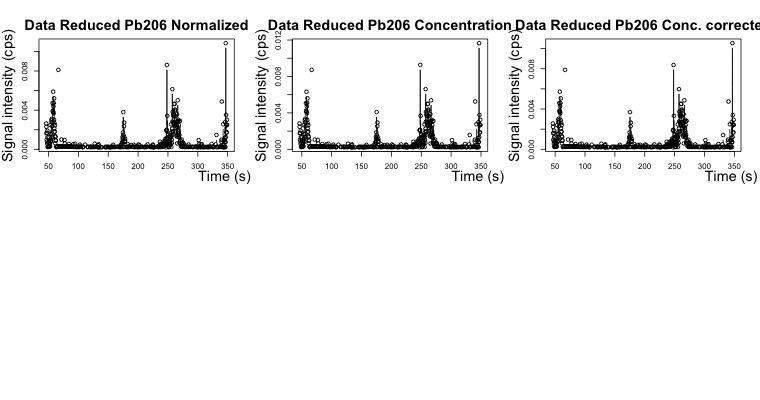 Data Reduced Pb206 Normalized
Signal intensity (cps)
0.008
0.004
0.000
50 100 150 200 250 300 350
Time (s)
Data Reduced Pb206 Concentration
Signal intensity (cps)
0.012
0.008
0.004
0.000
50 100 150 200 250 300 350
Time (s)
Data Reduced Pb206 Conc. correcte
Signal intensity (cps)
0.008
0.004
0.000
50 100 150 200 250 300 350
Time (s)